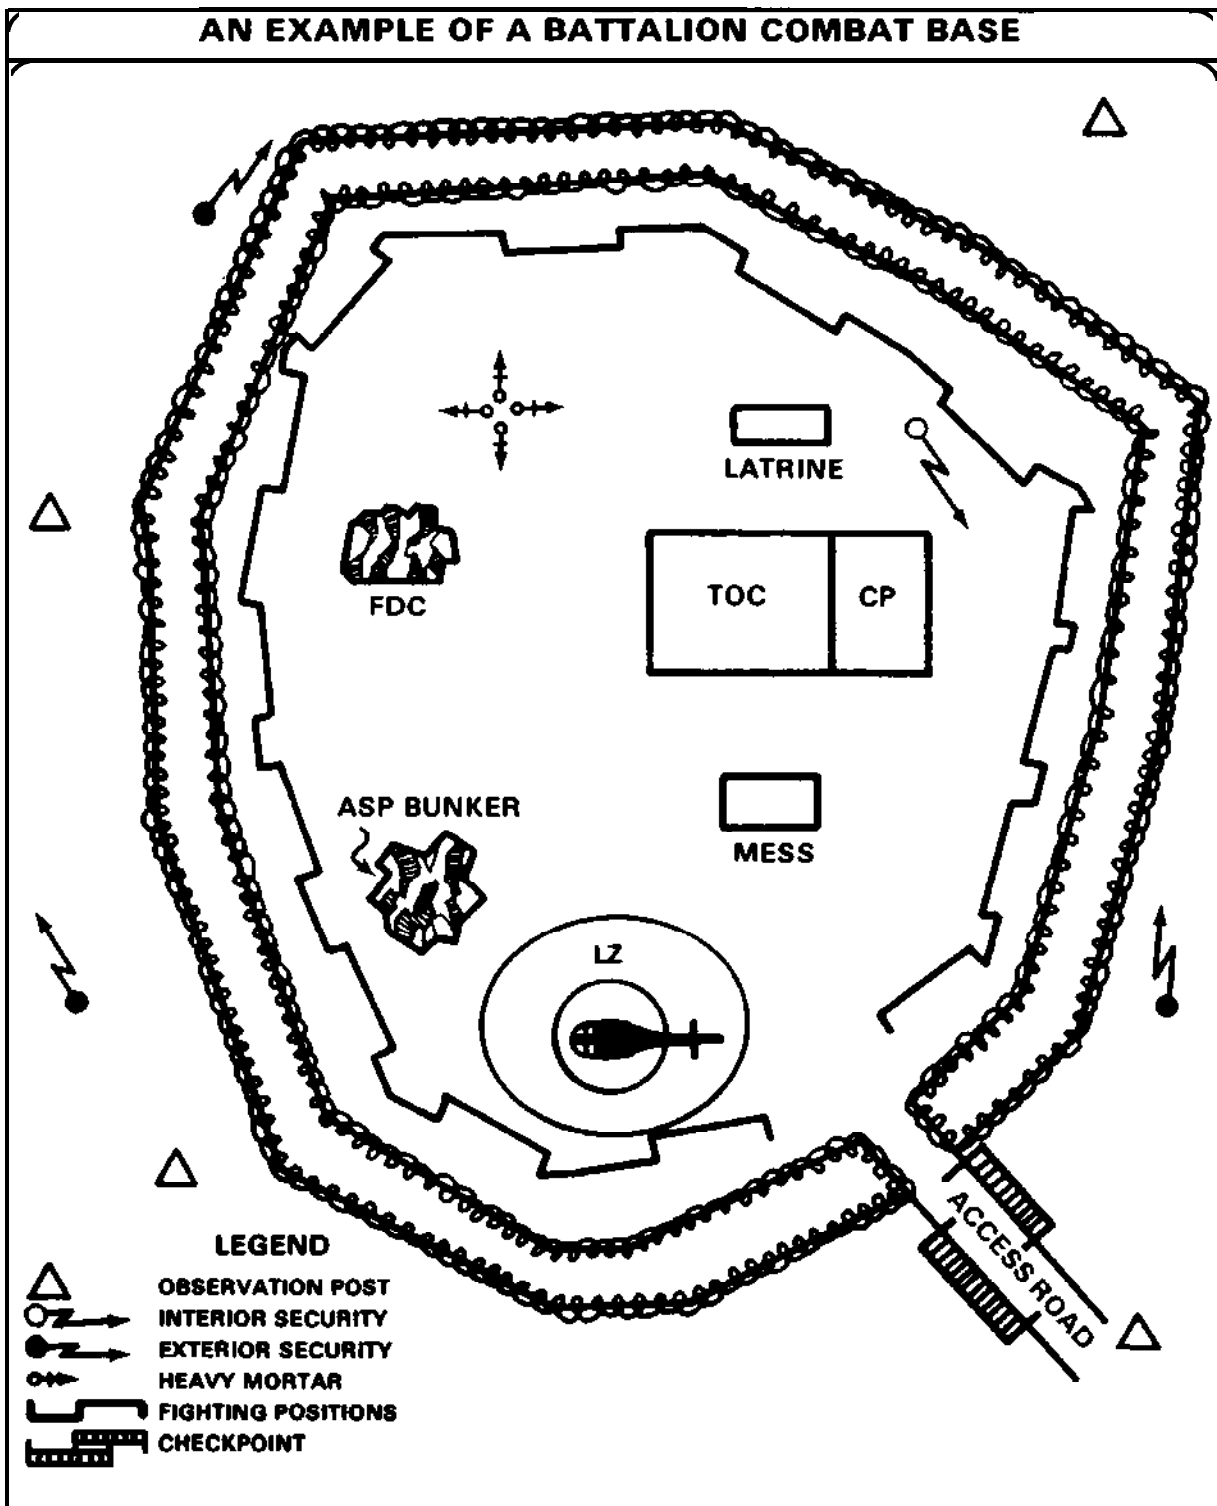 AN EXAMPLE OF A BATTALION COMBAT BASE
LATRINE
TOC
CP
FDC
ASP BUNKER
MESS
LZ
ACCESS ROAD
LEGEND
OBSERVATION POST
INTERIOR SECURITY
EXTERIOR SECURITY
HEAVY MORTAR
FIGHTING POSITIONS
CHECKPOINT